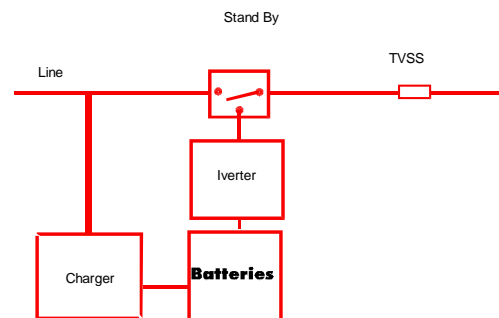 Stand By
TVSS
Line
Iverter
Batteries
Charger